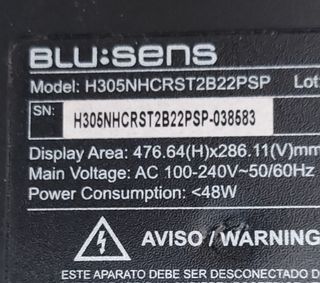 BLU:SENS
Model: H305NHCRST2B22PSP Lot
SN: H305NHCRST2B22PSP-038583
Display Area: 476.64(H)x286.11(V)mm
Main Voltage: AC 100-240V~50/60Hz
Power Consumption: <48W
AVISO / WARNING
ESTE APARATO DEBE SER DESCONECTADO D